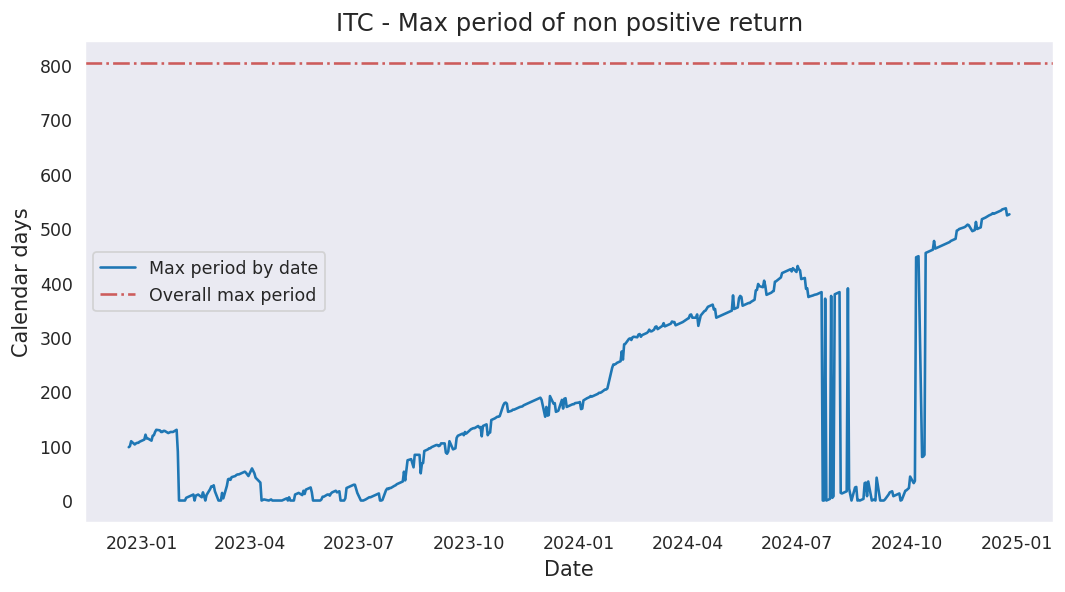 ITC - Max period of non positive return
Calendar days
800
700
600
500
400
300
200
100
0
Max period by date
Overall max period
2023-01 2023-04 2023-07 2023-10 2024-01 2024-04 2024-07 2024-10 2025-01
Date